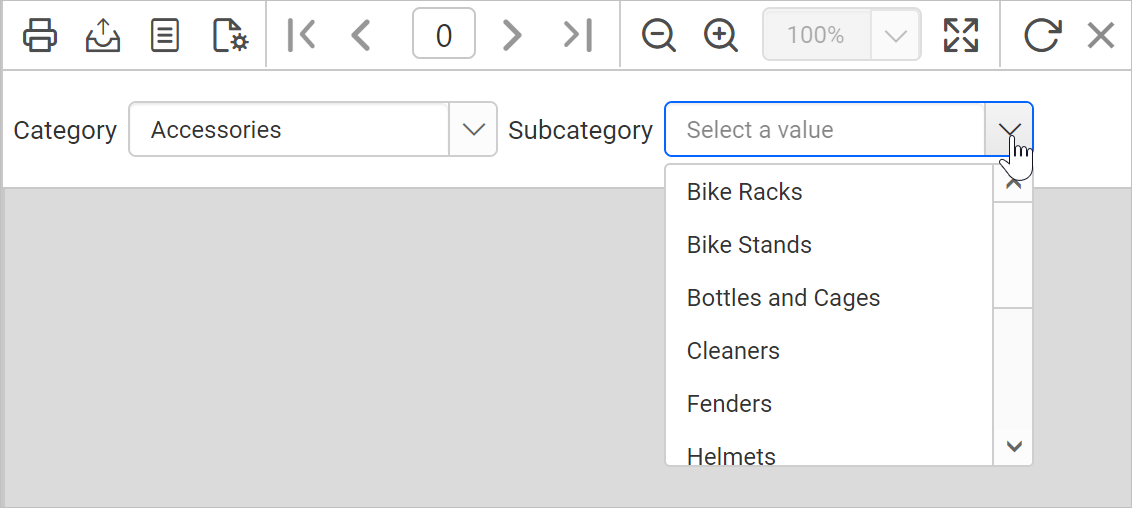 0
100%
Category
Accessories
Subcategory
Select a value
Bike Racks
Bike Stands
Bottles and Cages
Cleaners
Fenders
Helmets